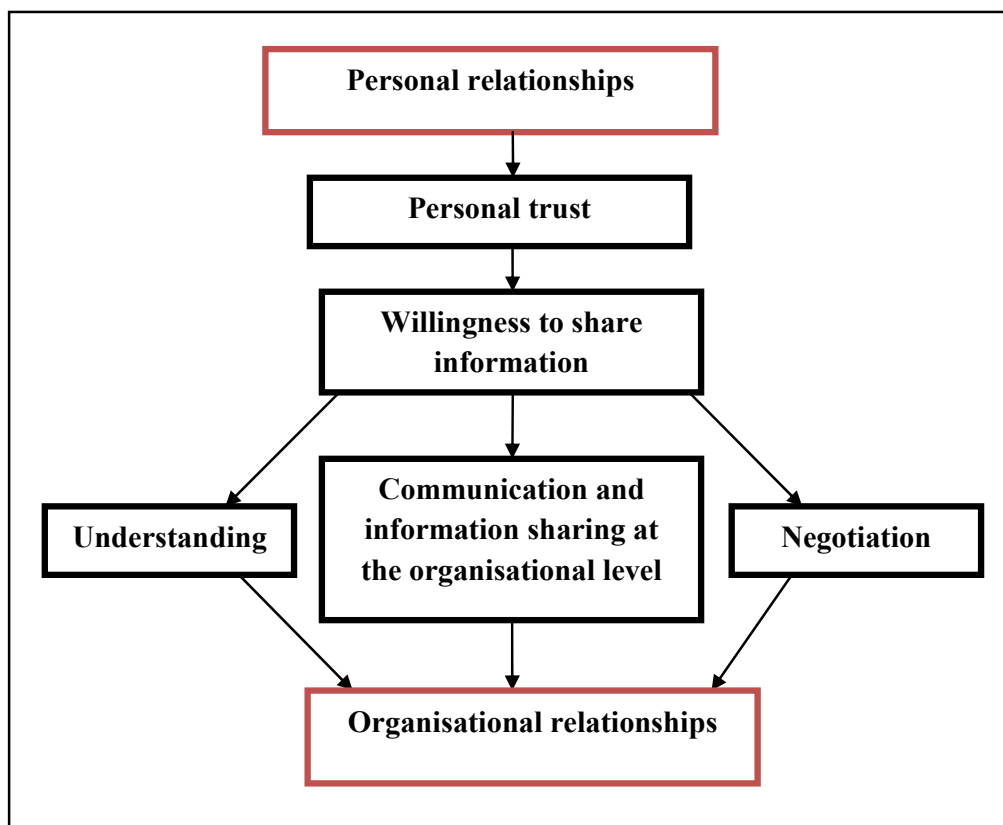 Personal relationships
Personal trust
Willingness to share
information
Understanding
Communication and
information sharing at
the organisational level
Negotiation
Organisational relationships